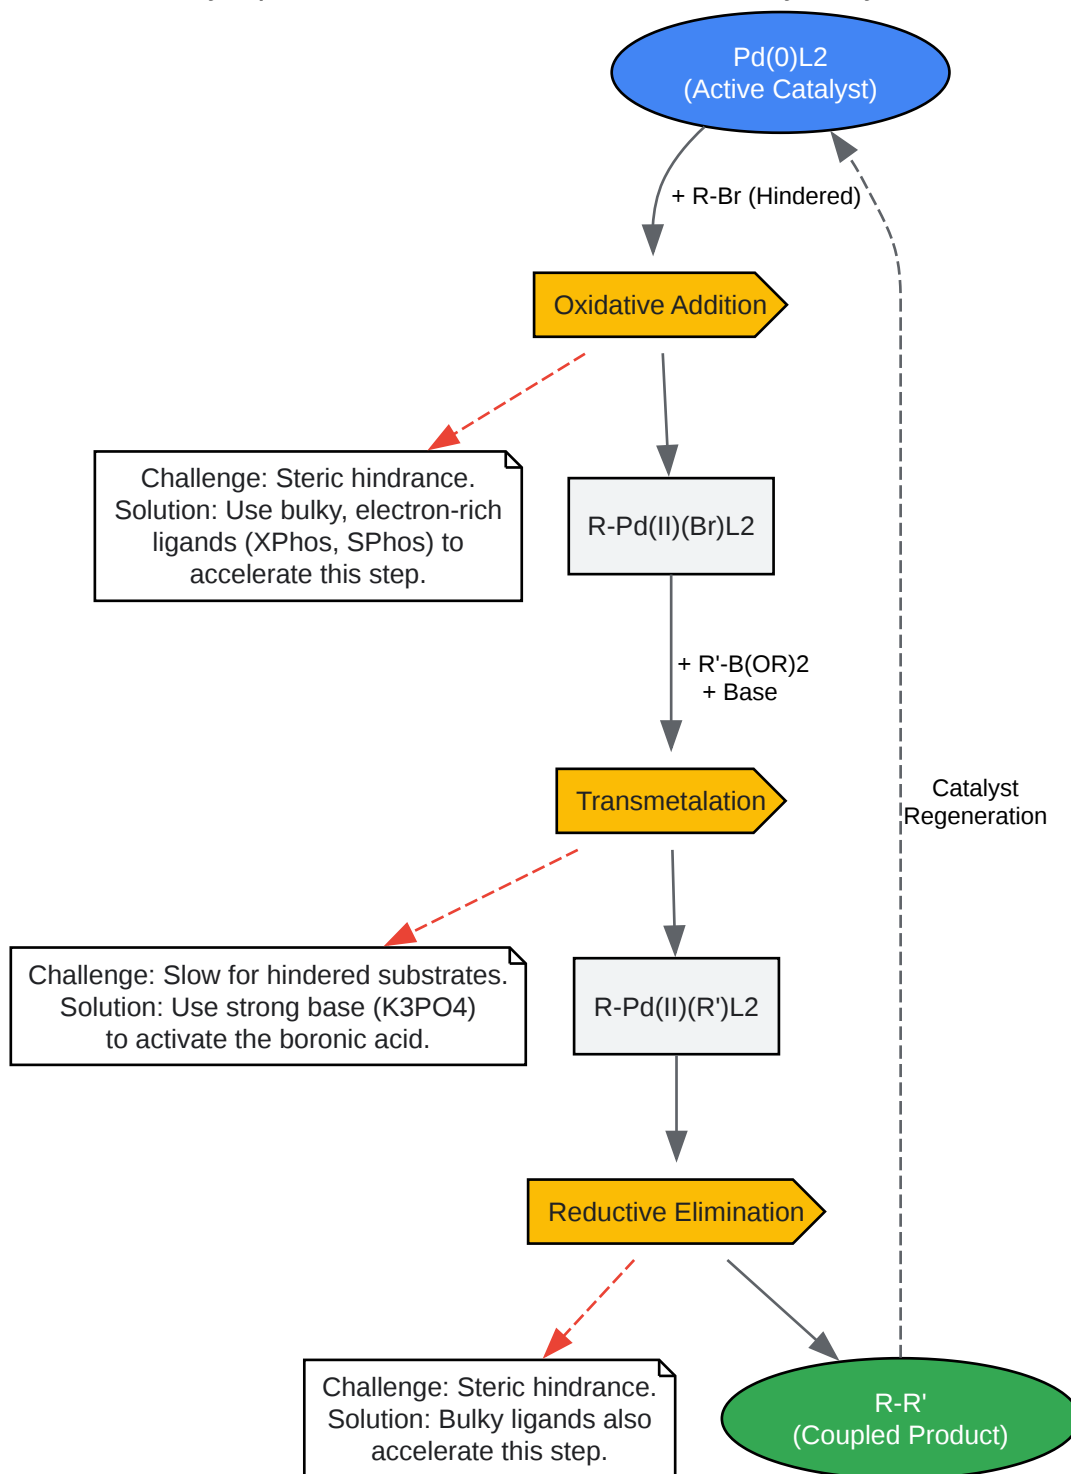 Pd(0)L2
(Active Catalyst)
+ R-Br (Hindered)
Oxidative Addition
Challenge: Steric hindrance.
Solution: Use bulky, electron-rich
ligands (XPhos, SPhos) to
accelerate this step.
R-Pd(II)(Br)L2
+ R'-B(OR)2
+ Base
Transmetalation
Catalyst
Regeneration
Challenge: Slow for hindered substrates.
Solution: Use strong base (K3PO4)
to activate the boronic acid.
R-Pd(II)(R')L2
Reductive Elimination
Challenge: Steric hindrance.
Solution: Bulky ligands also
accelerate this step.
R-R'
(Coupled Product)